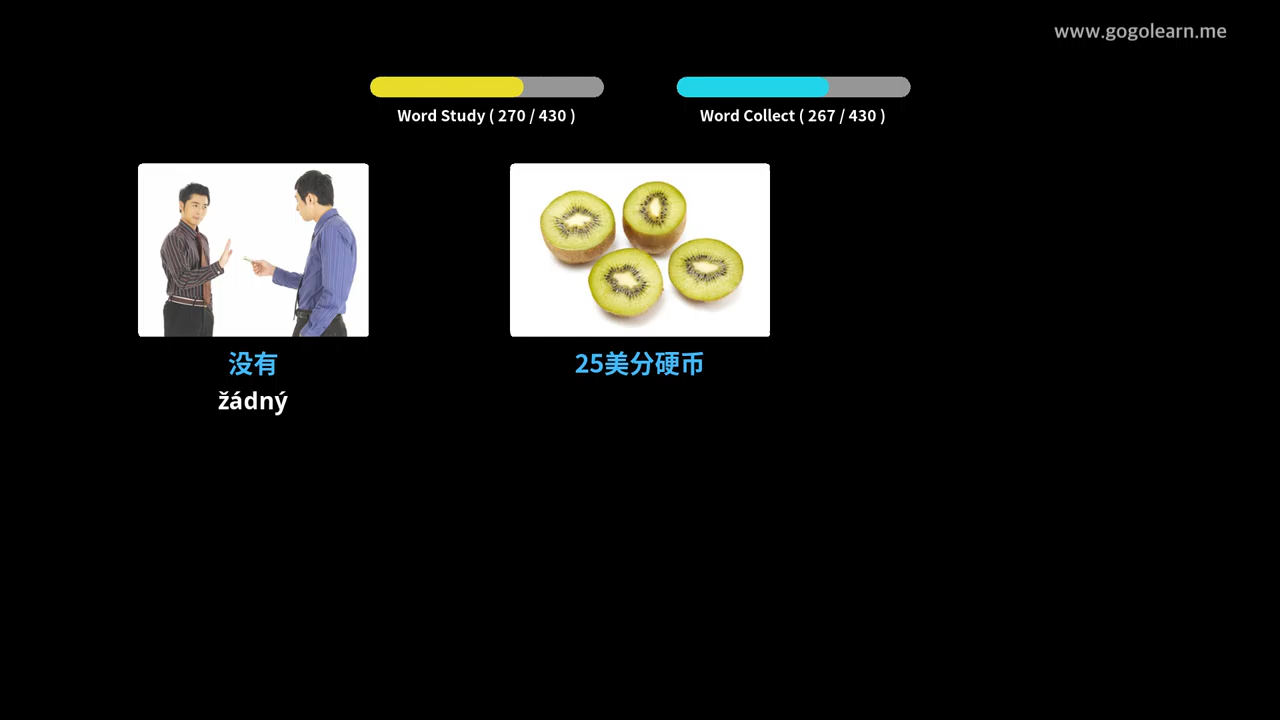 www.gogolearn.me
Word Study ( 270 / 430 )
Word Collect ( 267 / 430 )
没有
žádný
25美分硬币